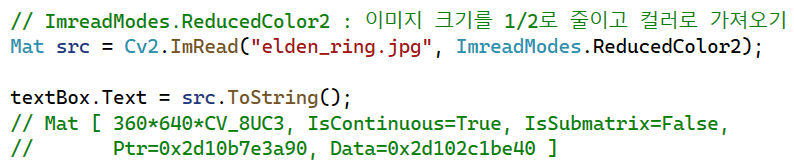 // ImreadModes.ReducedColor2 : 이미지 크기를 1/2로 줄이고 컬러로 가져오기
Mat src = Cv2.ImRead("elden_ring.jpg", ImreadModes.ReducedColor2);
textBox.Text = src.ToString();
// Mat [ 360*640*CV_8UC3, IsContinuous=True, IsSubmatrix=False,
//       Ptr=0x2d10b7e3a90, Data=0x2d102c1be40 ]